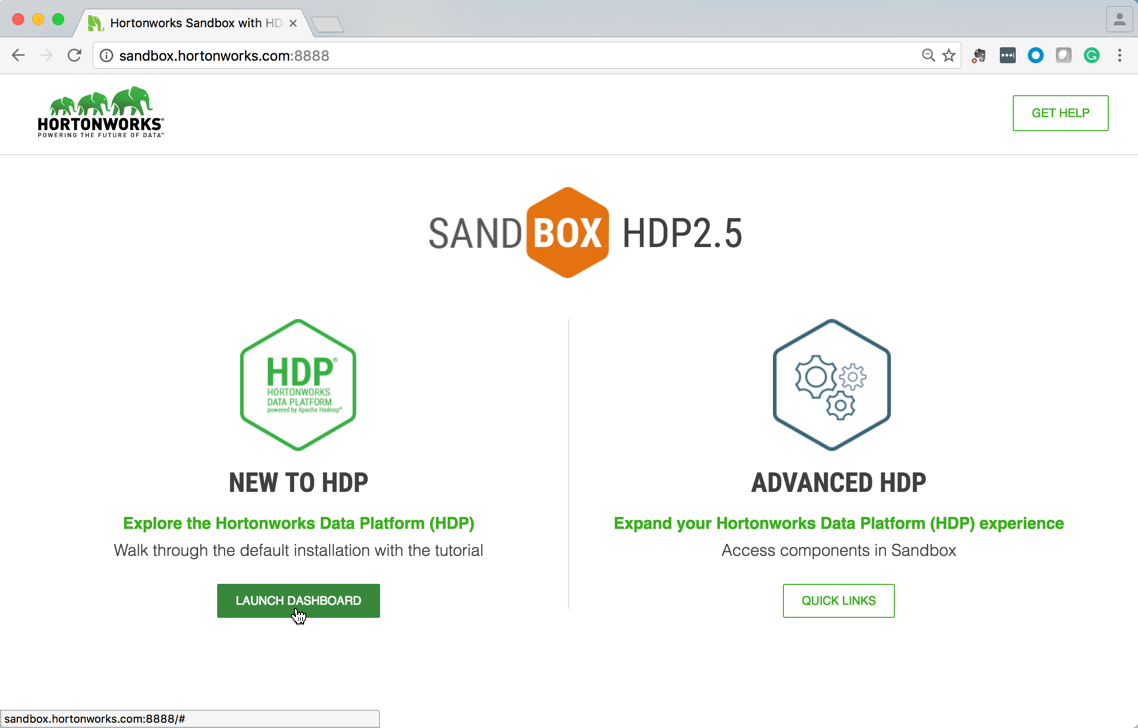 Hortonworks Sandbox with HD
sandbox.hortonworks.com:8888
HORTONWORKS®
POWERING THE FUTURE OF DATA™
GET HELP
SANDBOX HDP2.5
HDP®
HORTONWORKS
DATA PLATFORM
powered by Apache Hadoop®
NEW TO HDP
Explore the Hortonworks Data Platform (HDP)
Walk through the default installation with the tutorial
LAUNCH DASHBOARD
ADVANCED HDP
Expand your Hortonworks Data Platform (HDP) experience
Access components in Sandbox
QUICK LINKS
sandbox.hortonworks.com:8888/#